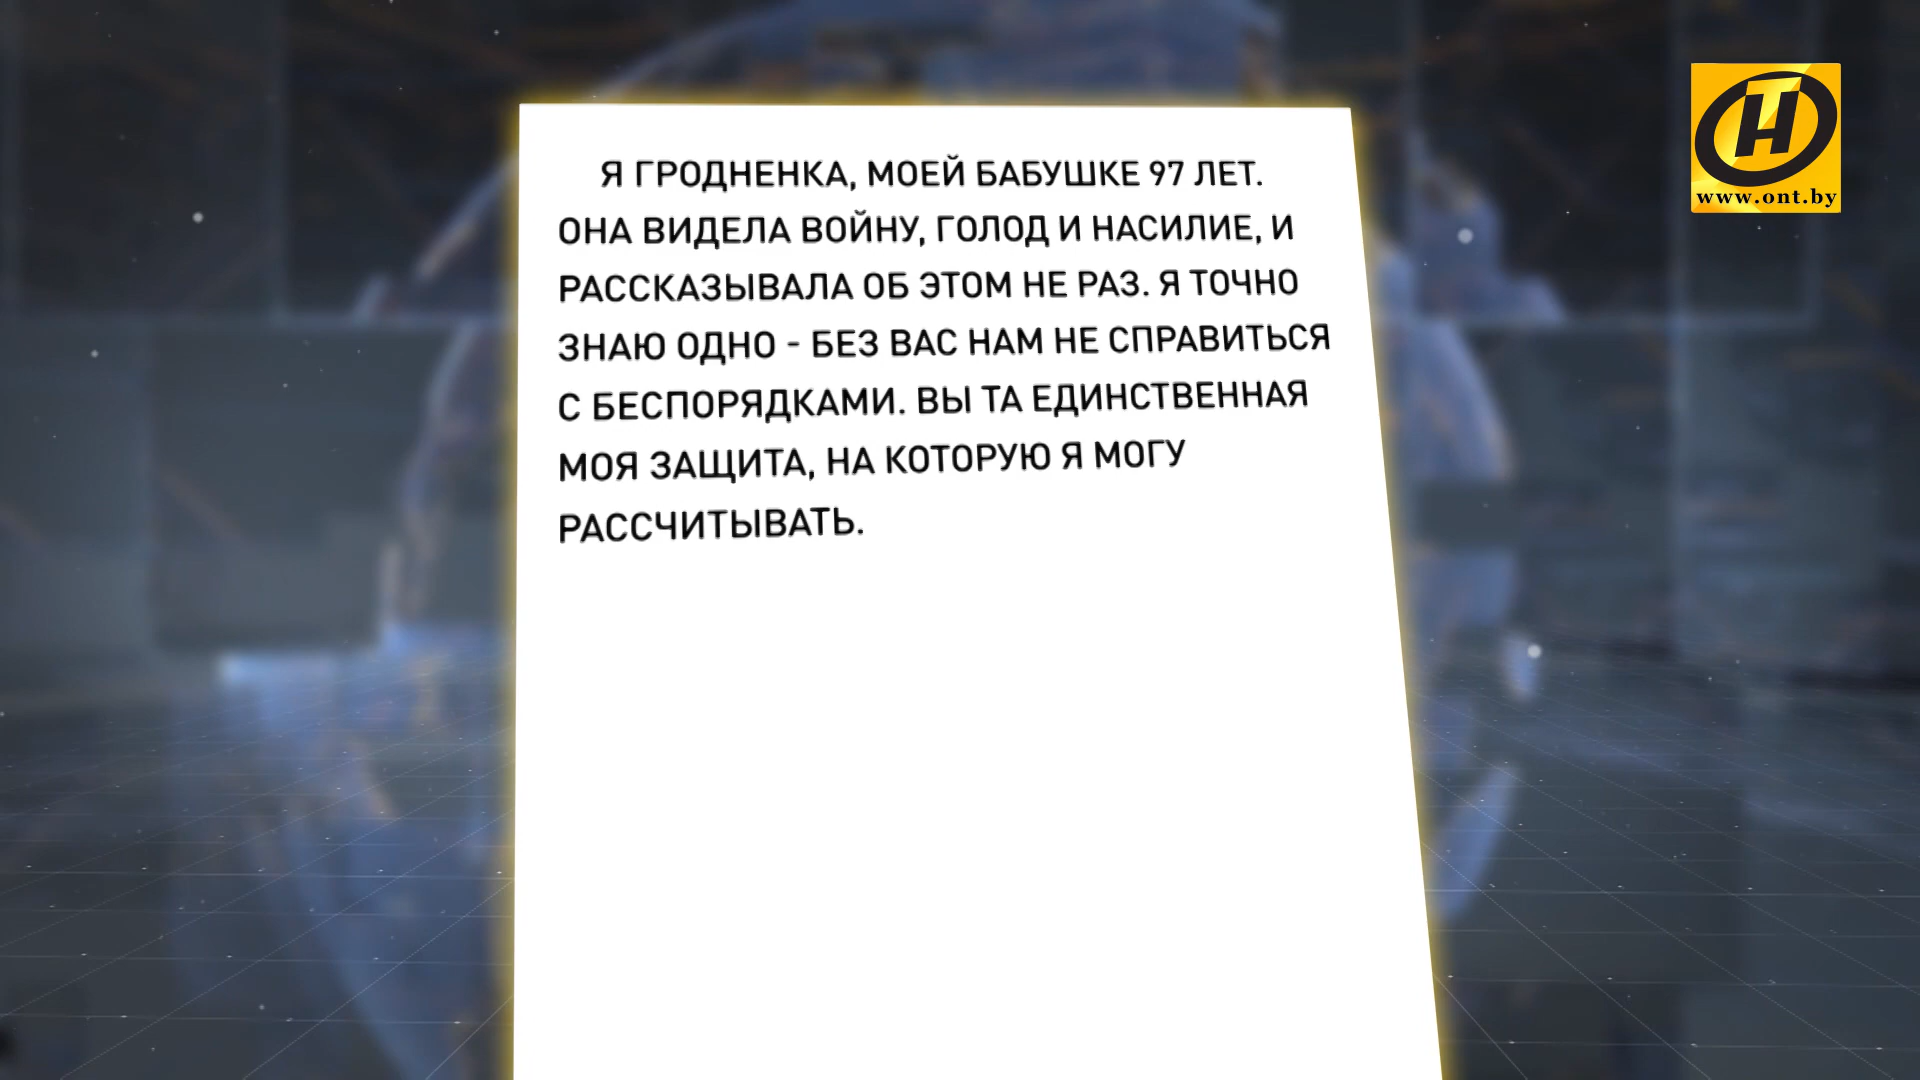 Я ГРОДНЕНКА, МОЕЙ БАБУШКЕ 97 ЛЕТ.
ОНА ВИДЕЛА ВОЙНУ, ГОЛОД И НАСИЛИЕ, И
РАССКАЗЫВАЛА ОБ ЭТОМ НЕ РАЗ. Я ТОЧНО
ЗНАЮ ОДНО - БЕЗ ВАС НАМ НЕ СПРАВИТЬСЯ
С БЕСПОРЯДКАМИ. ВЫ ТА ЕДИНСТВЕННАЯ
МОЯ ЗАЩИТА, НА КОТОРУЮ Я МОГУ
РАССЧИТЫВАТЬ.
ОНТ
www.ont.by